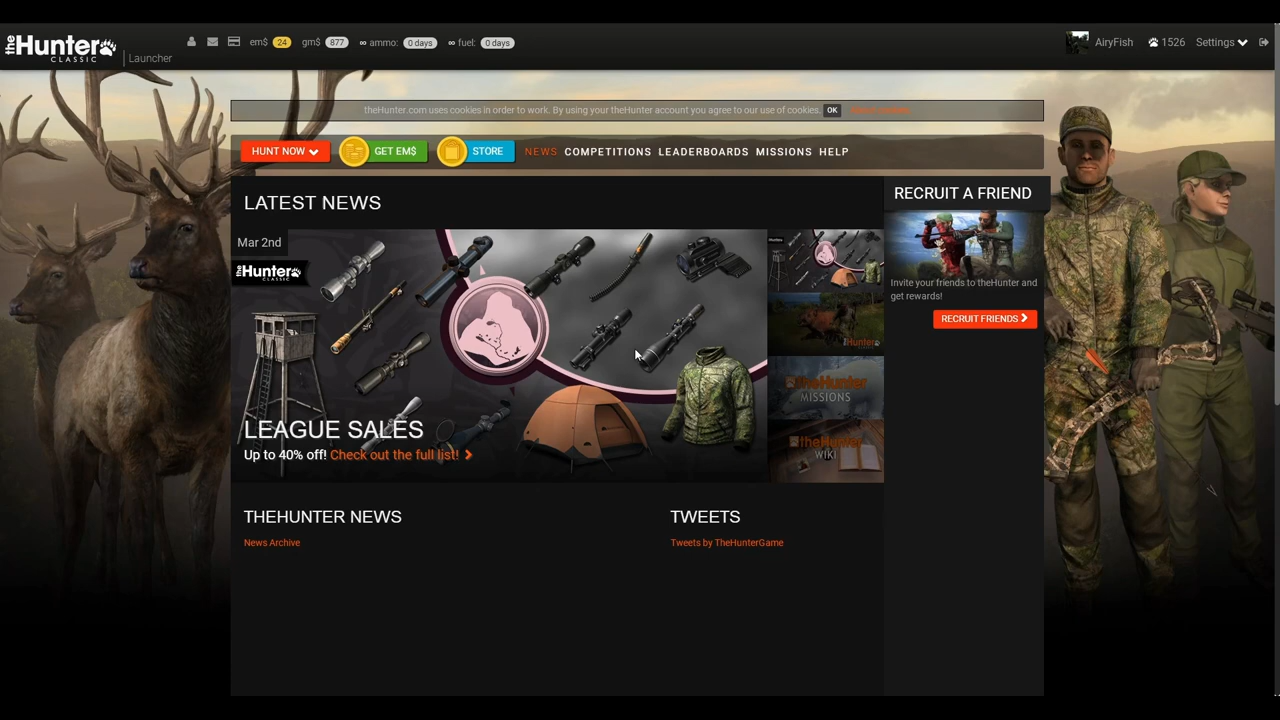 theHunter
CLASSIC
Launcher
em$ 24 gm$ 877 ∞ ammo: 0 days ∞ fuel: 0 days
AiryFish 1526 Settings
theHunter.com uses cookies in order to work. By using your theHunter account you agree to our use of cookies. OK
HUNT NOW GET EM$ STORE NEWS COMPETITIONS LEADERBOARDS MISSIONS HELP
LATEST NEWS
RECRUIT A FRIEND
Mar 2nd
theHunter
CLASSIC
Invite your friends to theHunter and
get rewards!
RECRUIT FRIENDS
theHunter
theHunter
MISSIONS
LEAGUE SALES
Up to 40% off! Check out the full list!
theHunter
WIKI
THEHUNTER NEWS
TWEETS
News Archive
Tweets by TheHunterGame